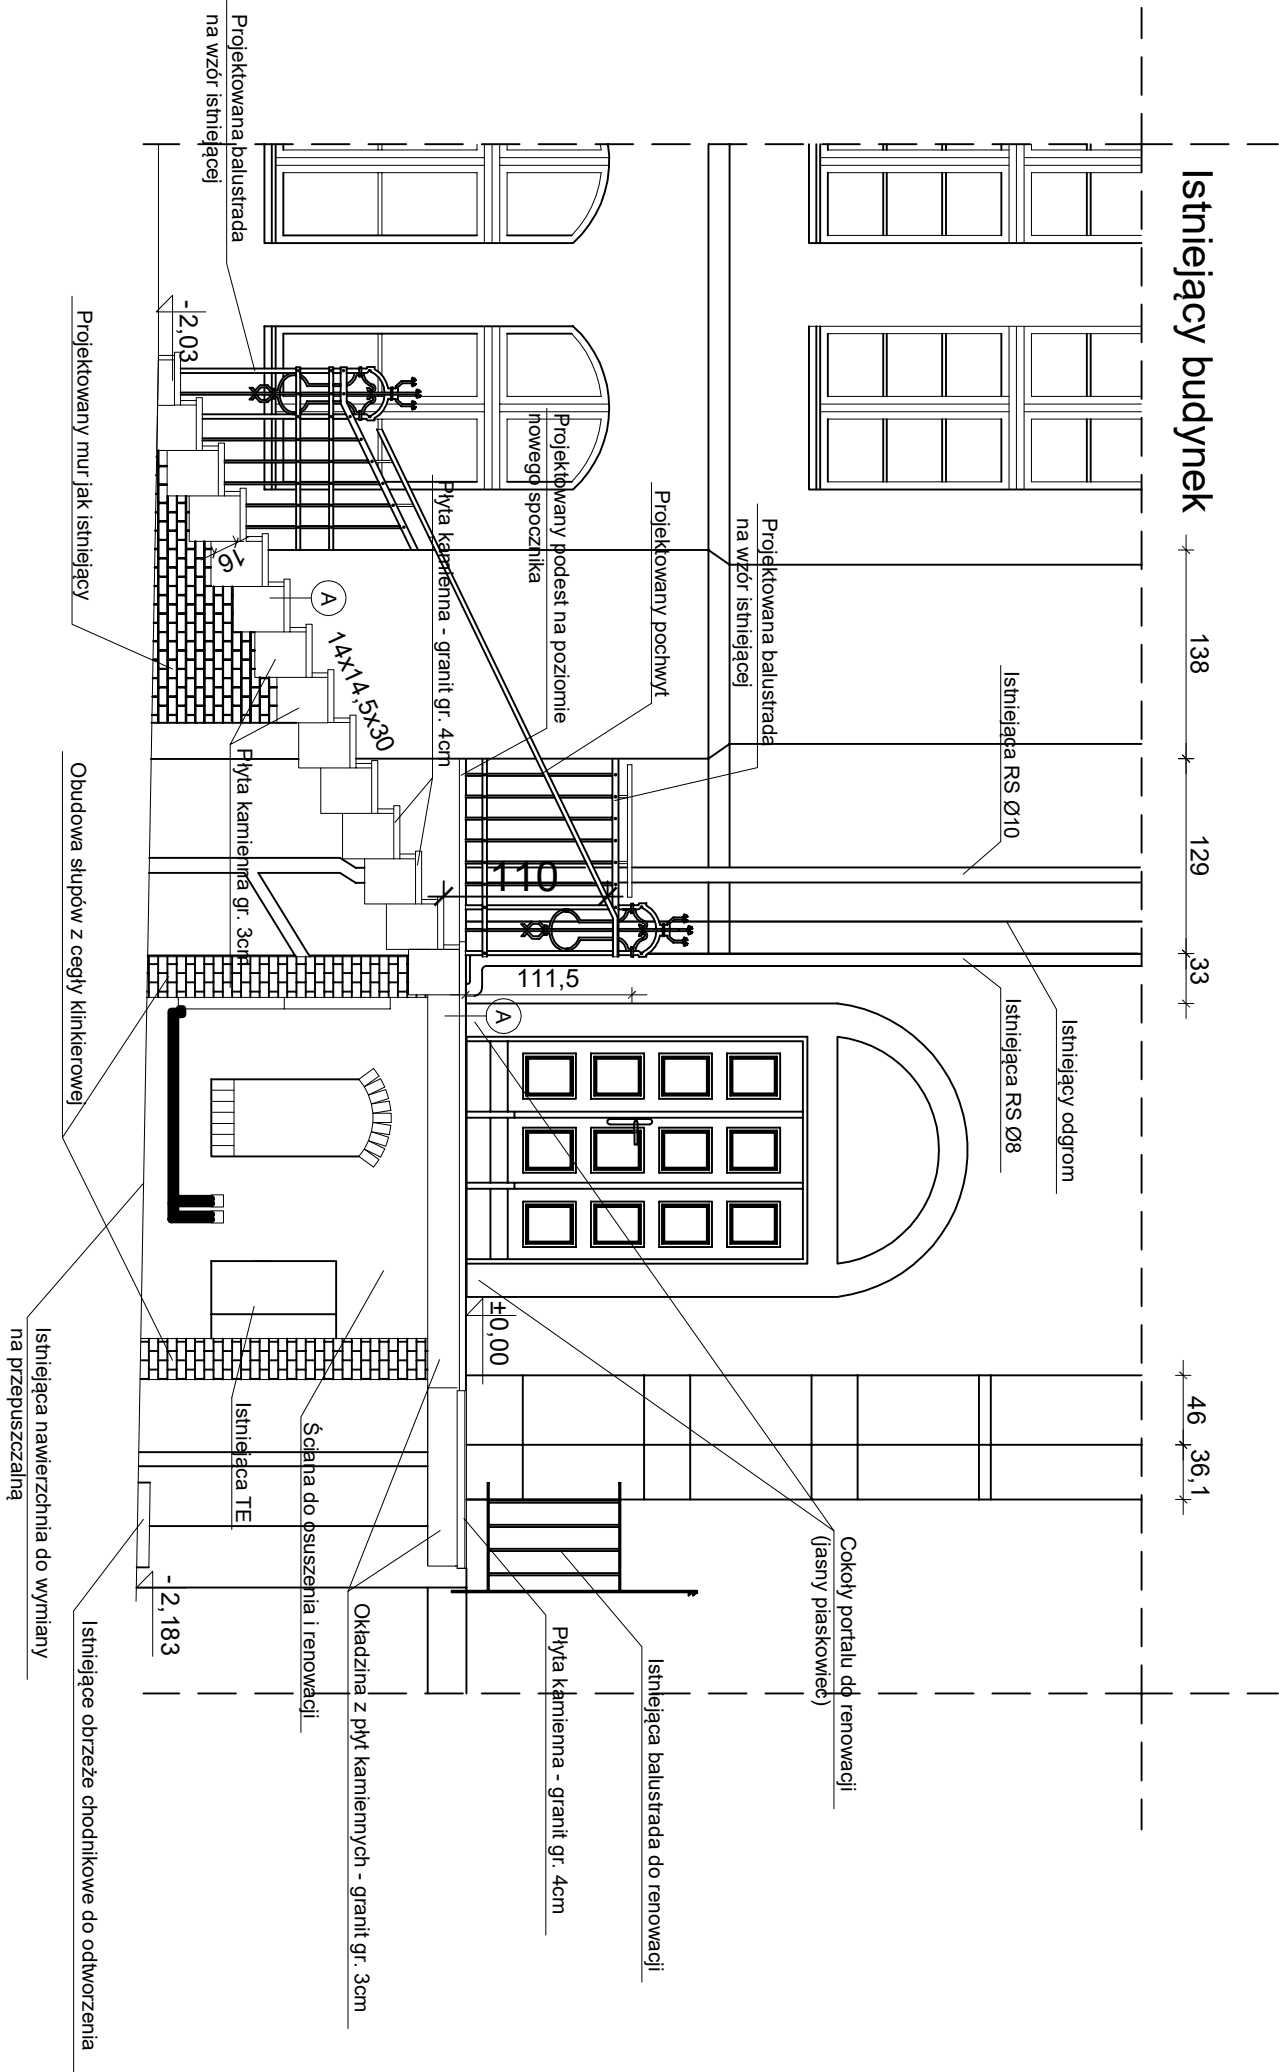 Istniejący budynek
138
129
33
46
36,1
Istniejąca RS Ø10
Istniejący odgrom
Istniejąca RS Ø8
Cokoły portalu do renowacji
(jasny piaskowiec)
Projektowana balustrada
na wzór istniejącej
Projektowany pochwyt
Projektowany podest na poziomie
nowego spocznika
Płyta kamienna - granit gr. 4cm
110
111,5
A
±0,00
Istniejąca balustrada do renowacji
Płyta kamienna - granit gr. 4cm
Okładzina z płyt kamiennych - granit gr. 3cm
Ściana do osuszenia i renowacji
Istniejąca TE
Projektowana balustrada
na wzór istniejącej
-2,03
16
A
14x14,5x30
Płyta kamienna gr. 3cm
Projektowany mur jak istniejący
Obudowa słupów z cegły klinkierowej
-2,183
Istniejące obrzeże chodnikowe do odtworzenia
Istniejąca nawierzchnia do wymiany
na przepuszczalną